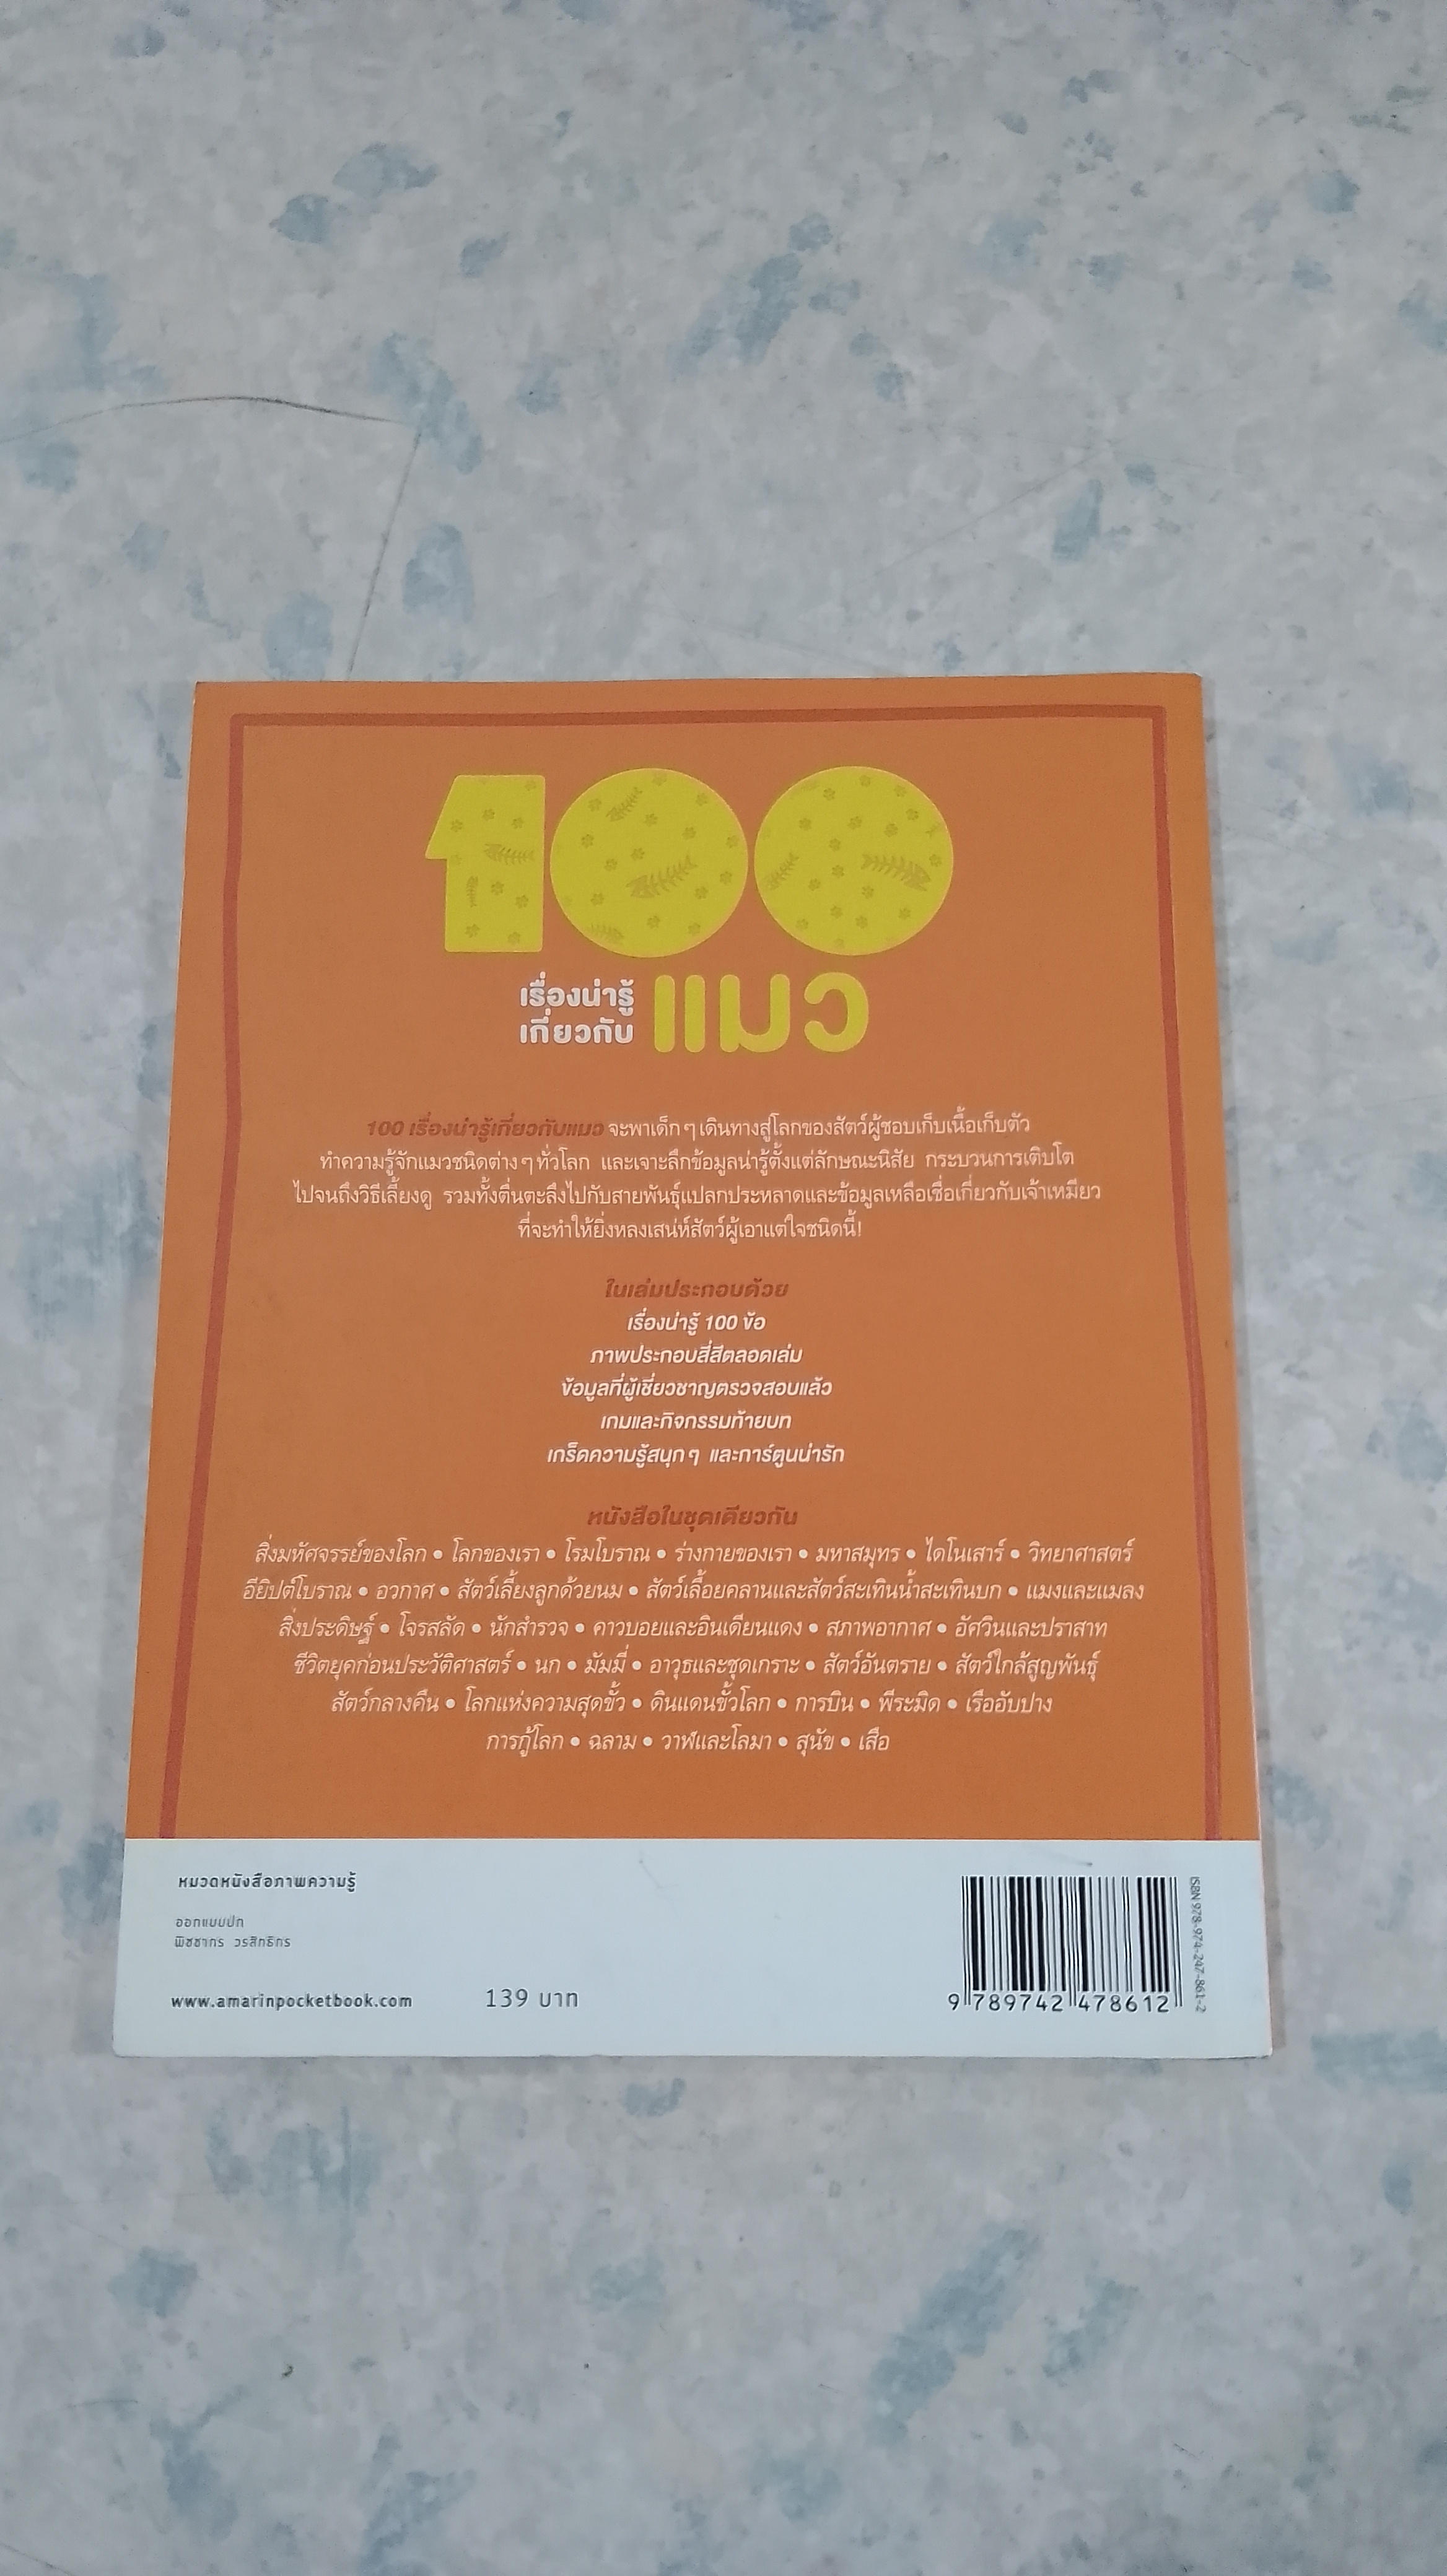 100
เรื่องน่ารู้
เกี่ยวกับ แมว
100 เรื่องน่ารู้เกี่ยวกับแมว จะพาเด็กๆ เดินทางสู่โลกของสัตว์ผู้ชอบเก็บเนื้อเก็บตัว
ทำความรู้จักแมวชนิดต่างๆ ทั่วโลก และเจาะลึกข้อมูลน่ารู้ตั้งแต่ลักษณะนิสัย กระบวนการเติบโต
ไปจนถึงวิธีเลี้ยงดู รวมทั้งตื่นตะลึงไปกับสายพันธุ์แปลกประหลาดและข้อมูลเหลือเชื่อเกี่ยวกับเจ้าเหมียว
ที่จะทำให้ยิ่งหลงเสน่ห์สัตว์ผู้เอาแต่ใจชนิดนี้!
ในเล่มประกอบด้วย
เรื่องน่ารู้ 100 ข้อ
ภาพประกอบสี่สีตลอดเล่ม
ข้อมูลที่ผู้เชี่ยวชาญตรวจสอบแล้ว
เกมและกิจกรรมท้ายบท
เกร็ดความรู้สนุกๆ และการ์ตูนน่ารัก
หนังสือในชุดเดียวกัน
สิ่งมหัศจรรย์ของโลก • โลกของเรา • โรมโบราณ • ร่างกายของเรา • มหาสมุทร • ไดโนเสาร์ • วิทยาศาสตร์
อียิปต์โบราณ • อวกาศ • สัตว์เลี้ยงลูกด้วยนม • สัตว์เลื้อยคลานและสัตว์สะเทินน้ำสะเทินบก • แมงและแมลง
สิ่งประดิษฐ์ • โจรสลัด • นักสำรวจ • คาวบอยและอินเดียนแดง • สภาพอากาศ • อัศวินและปราสาท
ชีวิตยุคก่อนประวัติศาสตร์ • นก • มัมมี่ • อาวุธและชุดเกราะ • สัตว์อันตราย • สัตว์ใกล้สูญพันธุ์
สัตว์กลางคืน • โลกแห่งความสุดขั้ว • ดินแดนขั้วโลก • การบิน • พีระมิด • เรืออับปาง
การกู้โลก • ฉลาม • วาฬและโลมา • สุนัข • เสือ
หมวดหนังสือภาพความรู้
ออกแบบปก
พิชชากร วรสิทธิกร
www.amarinpocketbook.com 139 บาท
9 789742 478612
ISBN 978-974-247-861-2